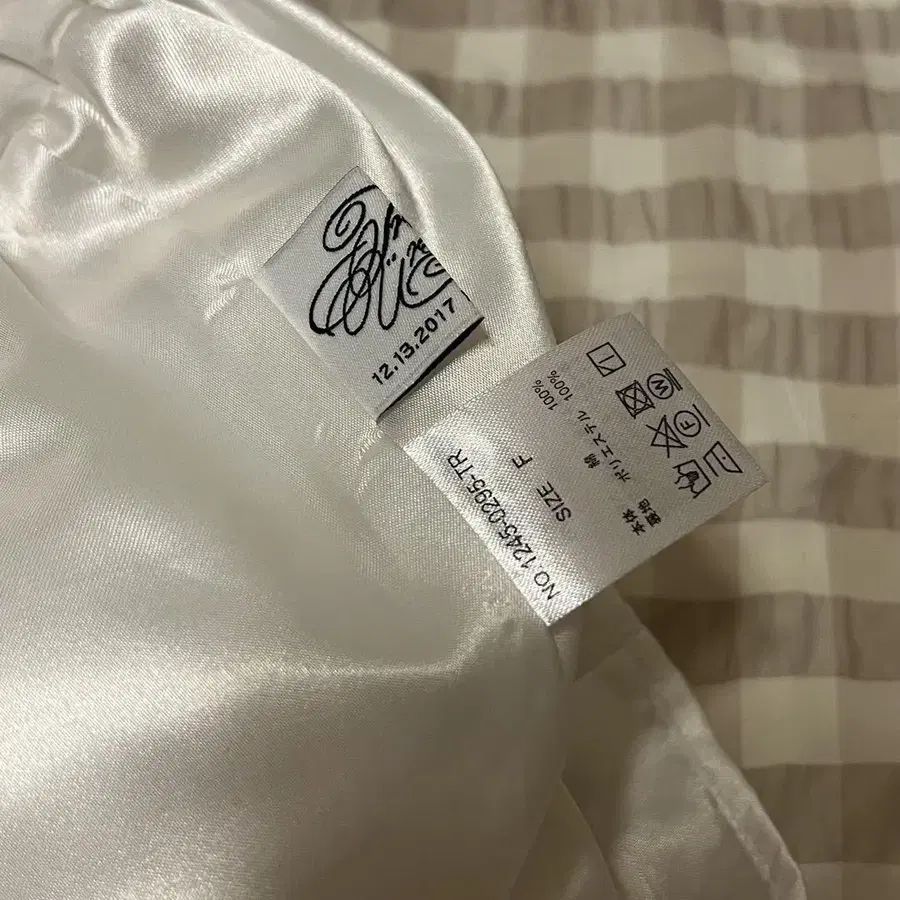 12.13.2017
NO.1245-0295-TR
SIZE F
本体 綿 100%
裏地 ポリエステル 100%
W
F